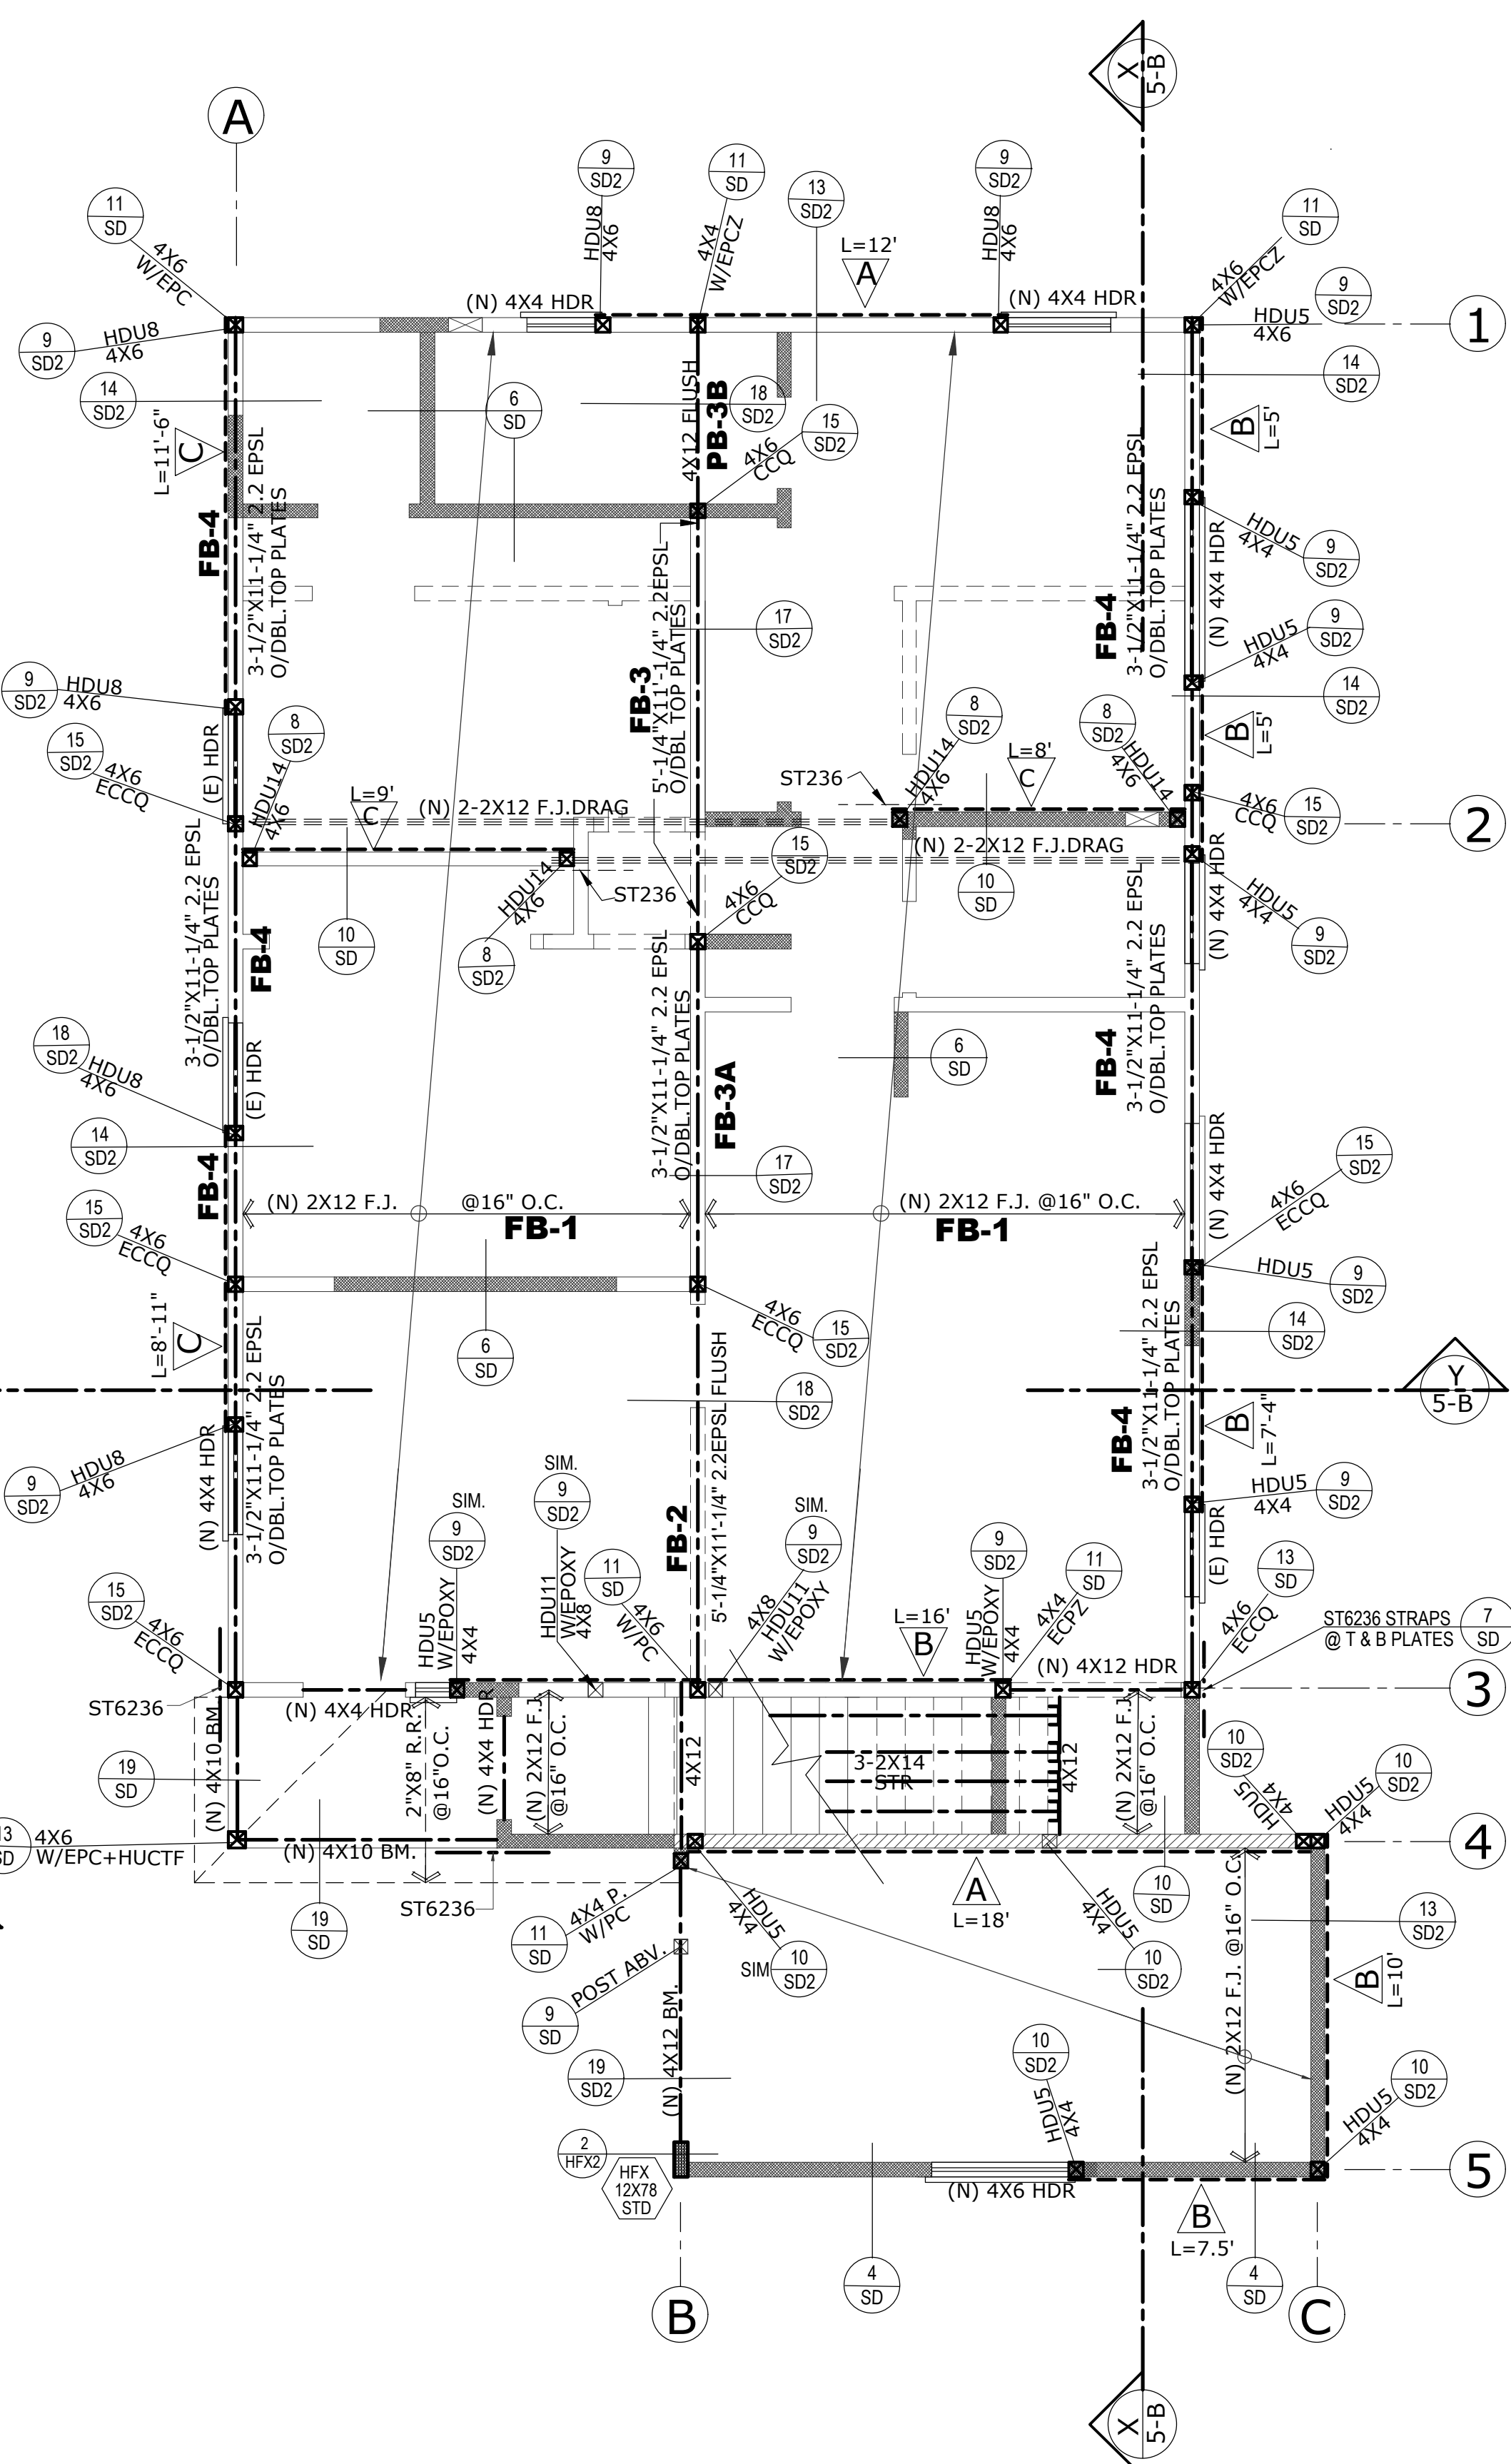 X
5-B
A
9
SD2
11
SD
13
SD2
9
SD2
11
SD
11
SD
4X6
W/EPC
HDU8
4X6
4X4
W/EPCZ
L=12'
A
HDU8
4X6
4X6
W/EPCZ
9
SD2
(N) 4X4 HDR
(N) 4X4 HDR
HDU5
4X6
1
9
SD2
HDU8
4X6
14
SD2
14
SD2
6
SD
18
SD2
15
SD2
4X12 FLUSH
PB-3B
4X6
CCQ
L=11'-6"
C
B
L=5'
FB-4
3-1/2"X11-1/4" 2.2 EPSL
O/DBL.TOP PLATES
FB-3
5'-1/4"X11'-1/4" 2.2EPSL
O/DBL TOP PLATES
17
SD2
FB-4
3-1/2"X11-1/4" 2.2 EPSL
O/DBL.TOP PLATES
(N) 4X4 HDR
HDU5
4X4
9
SD2
HDU5
4X4
9
SD2
14
SD2
B
L=5'
9
SD2
HDU8
4X6
15
SD2
4X6
ECCQ
(E) HDR
8
SD2
HDU14
4X6
L=9'
C
(N) 2-2X12 F.J.DRAG
ST236
8
SD2
HDU14
4X6
L=8'
C
8
SD2
HDU14
4X6
4X6
CCQ
15
SD2
2
(N) 2-2X12 F.J.DRAG
15
SD2
4X6
CCQ
ST236
HDU14
4X6
8
SD2
10
SD
10
SD
(N) 4X4 HDR
HDU5
4X4
9
SD2
3-1/2"X11-1/4" 2.2 EPSL
O/DBL.TOP PLATES
FB-4
18
SD2
HDU8
4X6
(E) HDR
14
SD2
3-1/2"X11-1/4" 2.2 EPSL
O/DBL.TOP PLATES
FB-3A
6
SD
17
SD2
FB-4
3-1/2"X11-1/4" 2.2 EPSL
O/DBL.TOP PLATES
(N) 4X4 HDR
15
SD2
4X6
ECCQ
FB-4
15
SD2
4X6
ECCQ
(N) 2X12 F.J.
@16" O.C.
FB-1
(N) 2X12 F.J. @16" O.C.
FB-1
HDU5
9
SD2
14
SD2
L=8'-11"
C
6
SD
4X6
ECCQ
15
SD2
18
SD2
3-1/2"X11-1/4" 2.2 EPSL
O/DBL.TOP PLATES
(N) 4X4 HDR
FB-2
5'-1/4"X11'-1/4" 2.2EPSL FLUSH
FB-4
3-1/2"X11-1/4" 2.2 EPSL
O/DBL.TOP PLATES
B
L=7'-4"
Y
5-B
9
SD2
HDU8
4X6
HDU5
4X4
9
SD2
(E) HDR
SIM.
9
SD2
HDU5
W/EPOXY
4X4
SIM.
9
SD2
HDU11
W/EPOXY
4X8
11
SD
4X6
W/PC
SIM.
9
SD2
4X8
HDU11
W/EPOXY
L=16'
B
9
SD2
HDU5
W/EPOXY
4X4
11
SD
4X4
ECPZ
13
SD
4X6
ECCQ
(N) 4X12 HDR
ST6236 STRAPS
@ T & B PLATES
7
SD
3
15
SD2
4X6
ECCQ
ST6236
(N) 4X4 HDR
(N) 4X10 BM.
2"X8" R.R.
@16"O.C.
(N) 4X4 HDR
(N) 2X12 F.J.
@16" O.C.
4X12
3-2X14
STR
4X12
(N) 2X12 F.J.
@16" O.C.
10
SD2
HDU5
4X4
HDU5
4X4
10
SD2
4
19
SD
13
SD
4X6
W/EPC+HUCTF
(N) 4X10 BM.
ST6236
19
SD
11
SD
4X4 P.
W/PC
POST ABV.
9
SD
HDU5
4X4
SIM
10
SD2
A
L=18'
HDU5
4X4
10
SD
10
SD2
(N) 2X12 F.J. @16" O.C.
13
SD2
B
L=10'
(N) 4X12 BM.
19
SD2
10
SD2
HDU5
4X4
10
SD2
HDU5
4X4
2
HFX2
HFX
12X78
STD
(N) 4X6 HDR
B
L=7.5'
5
4
SD
4
SD
B
C
X
5-B